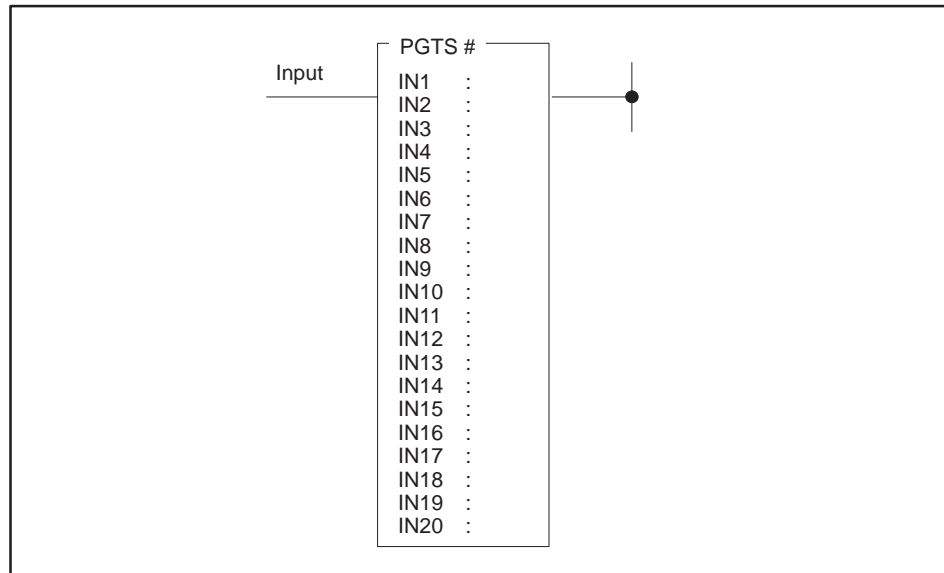 PGTS #
Input
IN1 :
IN2 :
IN3 :
IN4 :
IN5 :
IN6 :
IN7 :
IN8 :
IN9 :
IN10 :
IN11 :
IN12 :
IN13 :
IN14 :
IN15 :
IN16 :
IN17 :
IN18 :
IN19 :
IN20 :